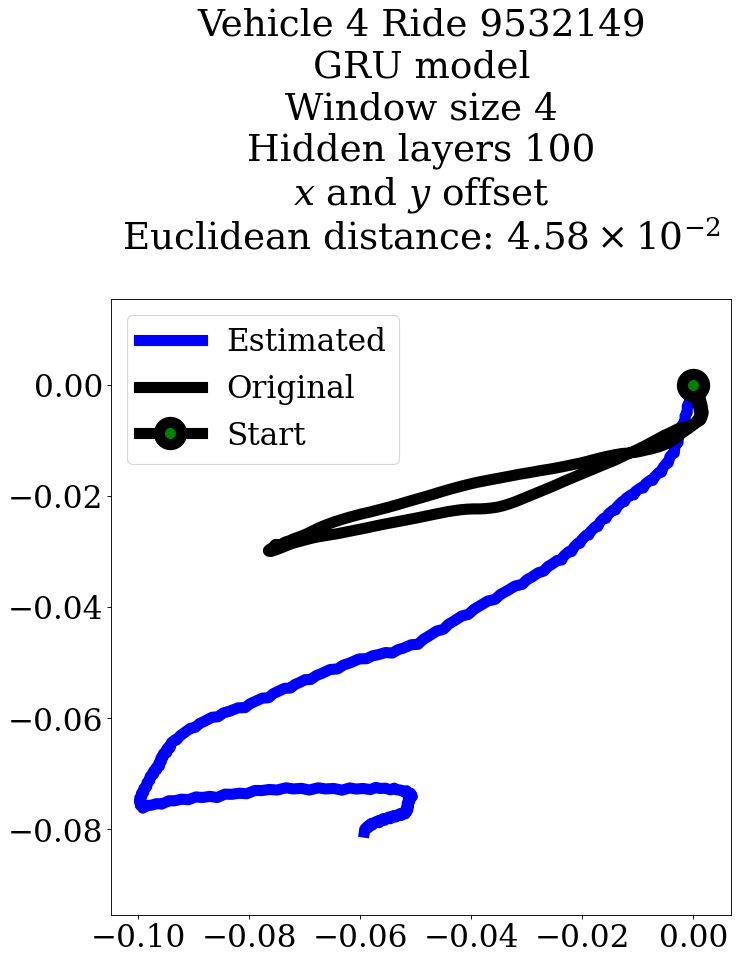 Vehicle 4 Ride 9532149
GRU model
Window size 4
Hidden layers 100
x and y offset
Euclidean distance: 4.58 × 10⁻²
Estimated
Original
Start
0.00
−0.02
−0.04
−0.06
−0.08
−0.10 −0.08 −0.06 −0.04 −0.02 0.00